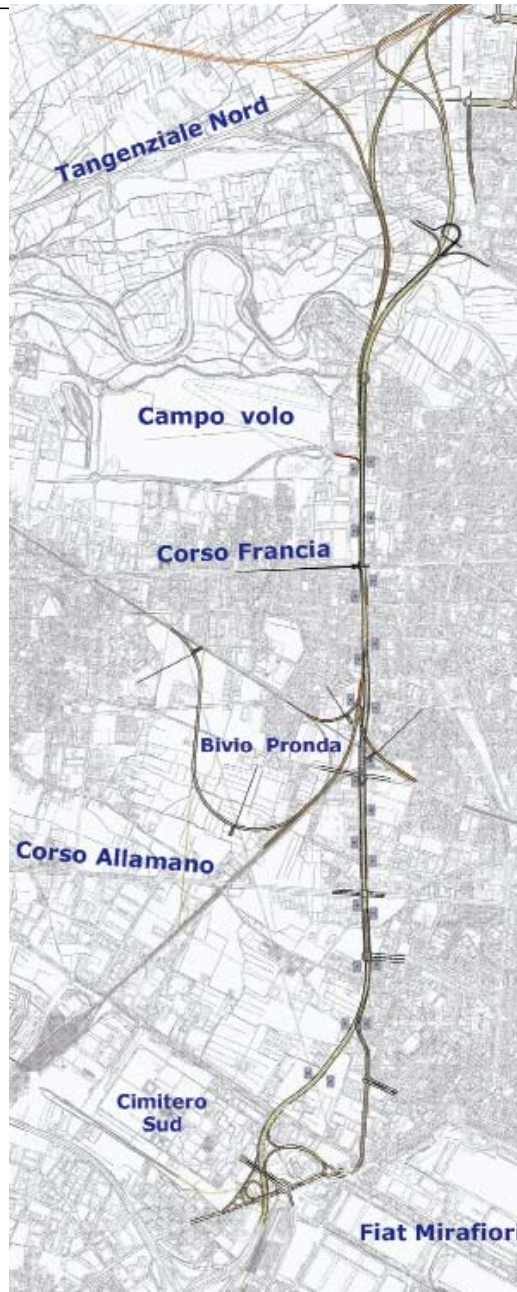 Tangenziale Nord
Campo volo
Corso Francia
Bivio Pronda
Corso Allamano
Cimitero
Sud
Fiat Mirafiori